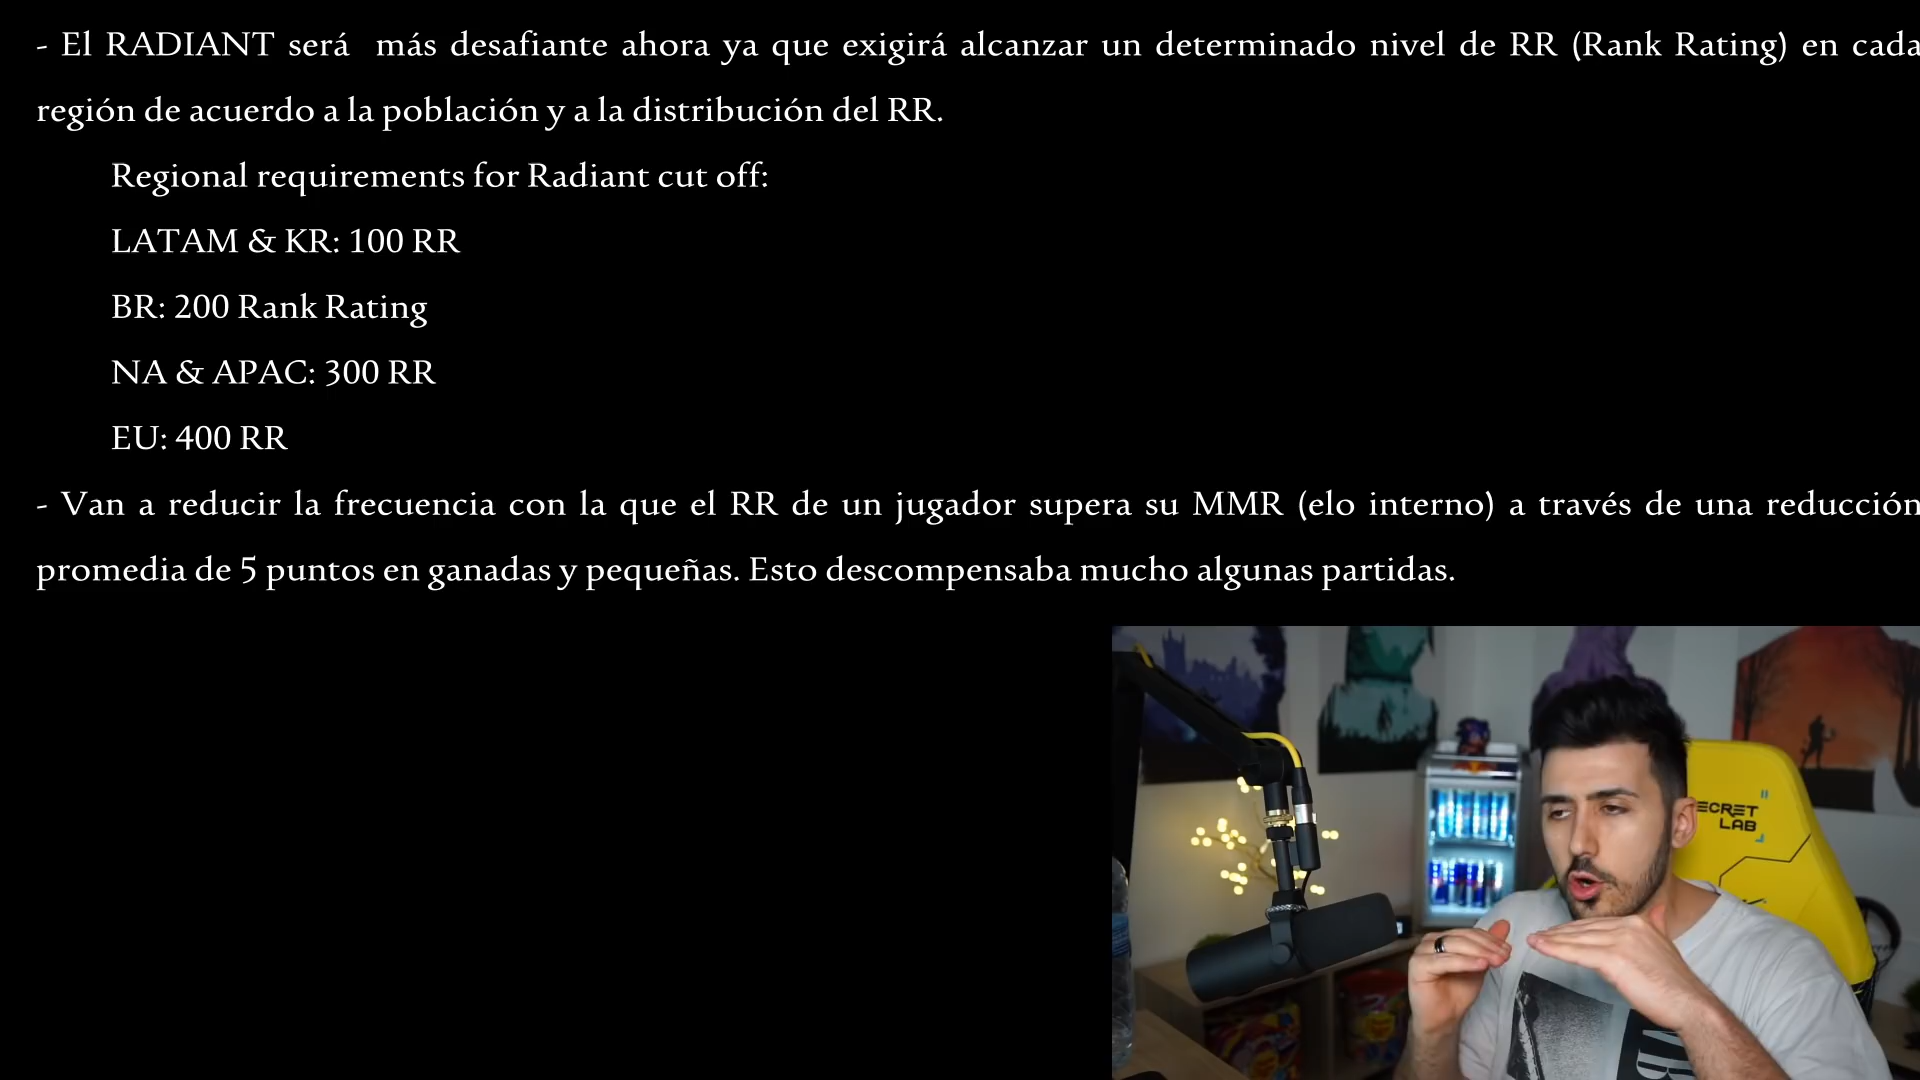 - El RADIANT será más desafiante ahora ya que exigirá alcanzar un determinado nivel de RR (Rank Rating) en cada
región de acuerdo a la población y a la distribución del RR.
Regional requirements for Radiant cut off:
LATAM & KR: 100 RR
BR: 200 Rank Rating
NA & APAC: 300 RR
EU: 400 RR
- Van a reducir la frecuencia con la que el RR de un jugador supera su MMR (elo interno) a través de una reducción
promedia de 5 puntos en ganadas y pequeñas. Esto descompensaba mucho algunas partidas.
ECRET
LAB